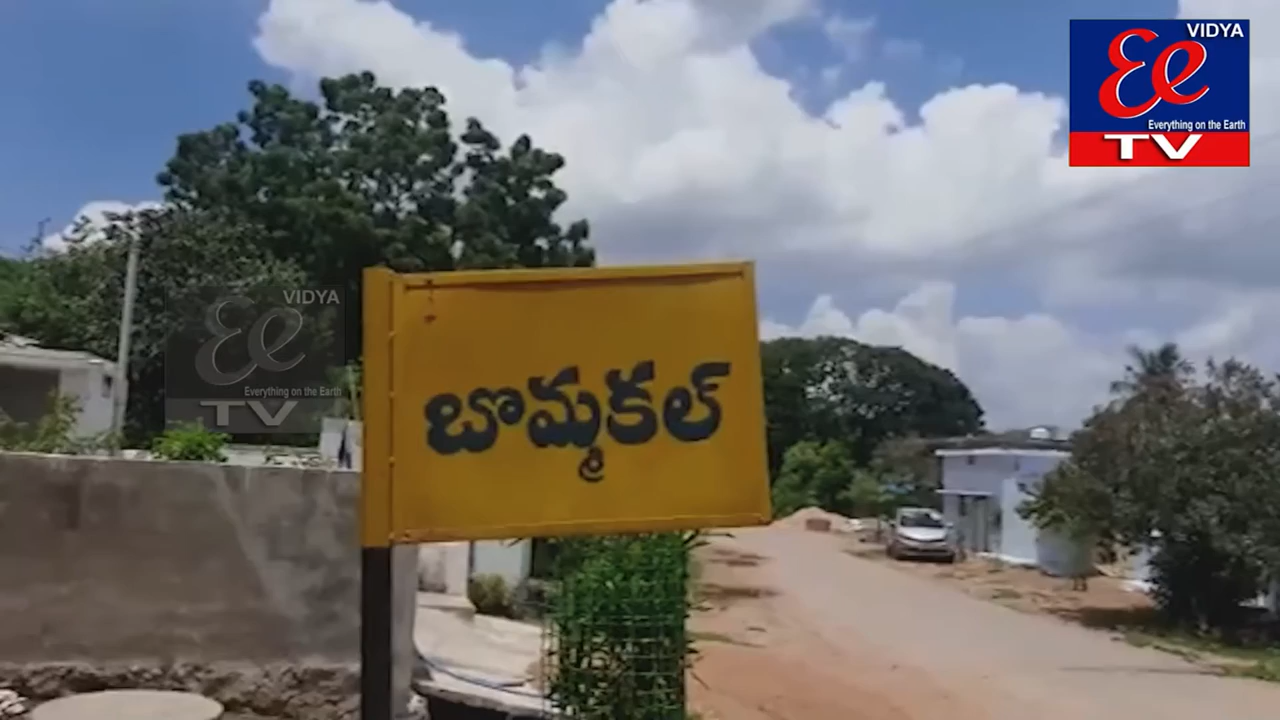 VIDYA
Ee
Everything on the Earth
TV
VIDYA
Ee
Everything on the Earth
TV
బొమ్మకల్